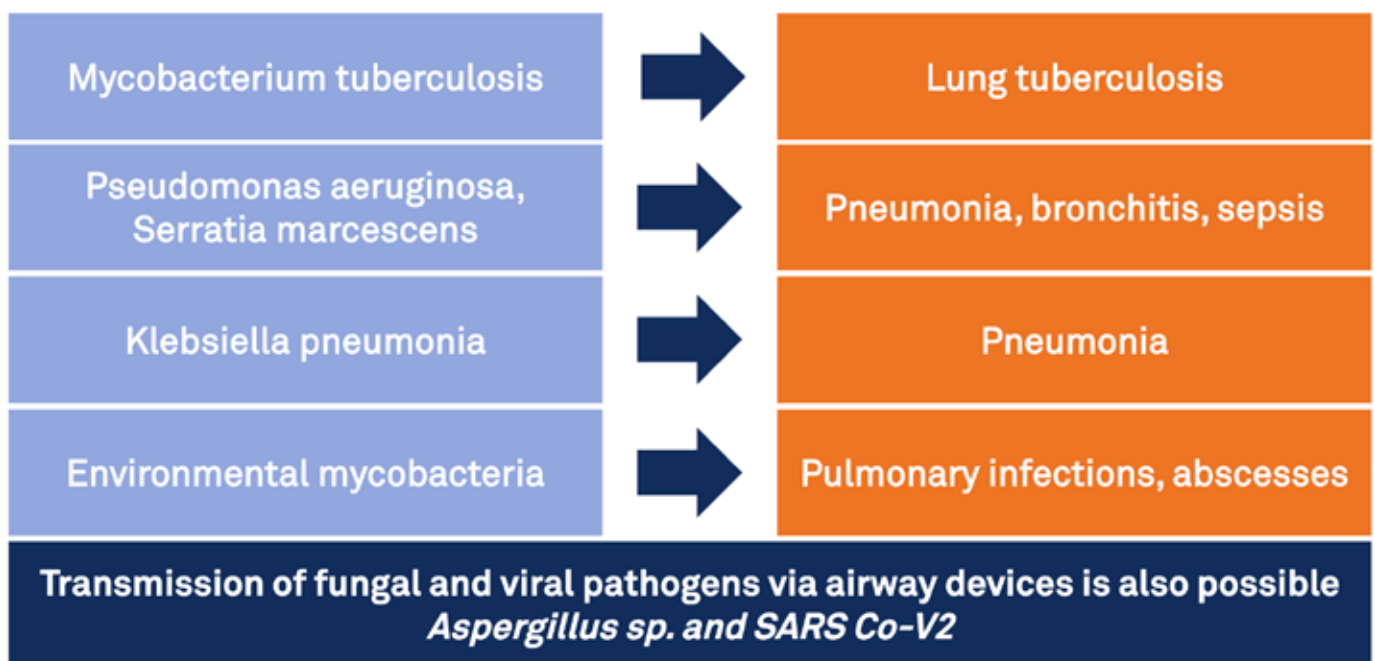 Mycobacterium tuberculosis
Lung tuberculosis
Pseudomonas aeruginosa,
Serratia marcescens
Pneumonia, bronchitis, sepsis
Klebsiella pneumonia
Pneumonia
Environmental mycobacteria
Pulmonary infections, abscesses
Transmission of fungal and viral pathogens via airway devices is also possible
Aspergillus sp. and SARS Co-V2